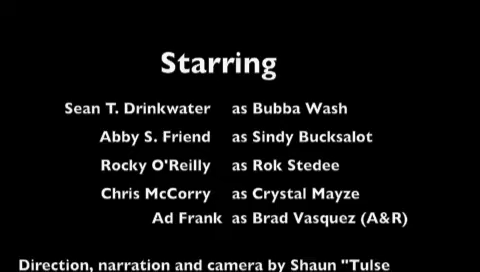 Starring
Sean T. Drinkwater as Bubba Wash
Abby S. Friend as Sindy Bucksalot
Rocky O'Reilly as Rok Stedee
Chris McCorry as Crystal Mayze
Ad Frank as Brad Vasquez (A&R)
Direction, narration and camera by Shaun "Tulse